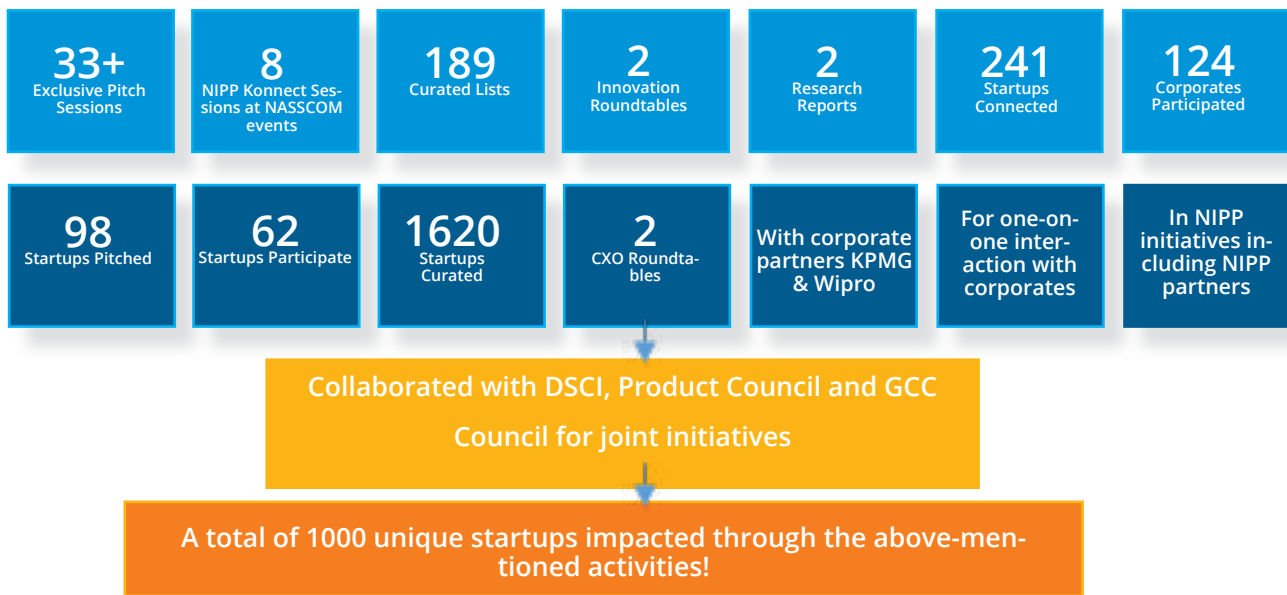 33+
Exclusive Pitch
Sessions
8
NIPP Konnect Ses-
sions at NASSCOM
events
189
Curated Lists
2
Innovation
Roundtables
2
Research
Reports
241
Startups
Connected
124
Corporates
Participated
98
Startups Pitched
62
Startups Participate
1620
Startups
Curated
2
CXO Roundta-
bles
With corporate
partners KPMG
& Wipro
For one-on-
one inter-
action with
corporates
In NIPP
initiatives in-
cluding NIPP
partners
Collaborated with DSCI, Product Council and GCC
Council for joint initiatives
A total of 1000 unique startups impacted through the above-men-
tioned activities!